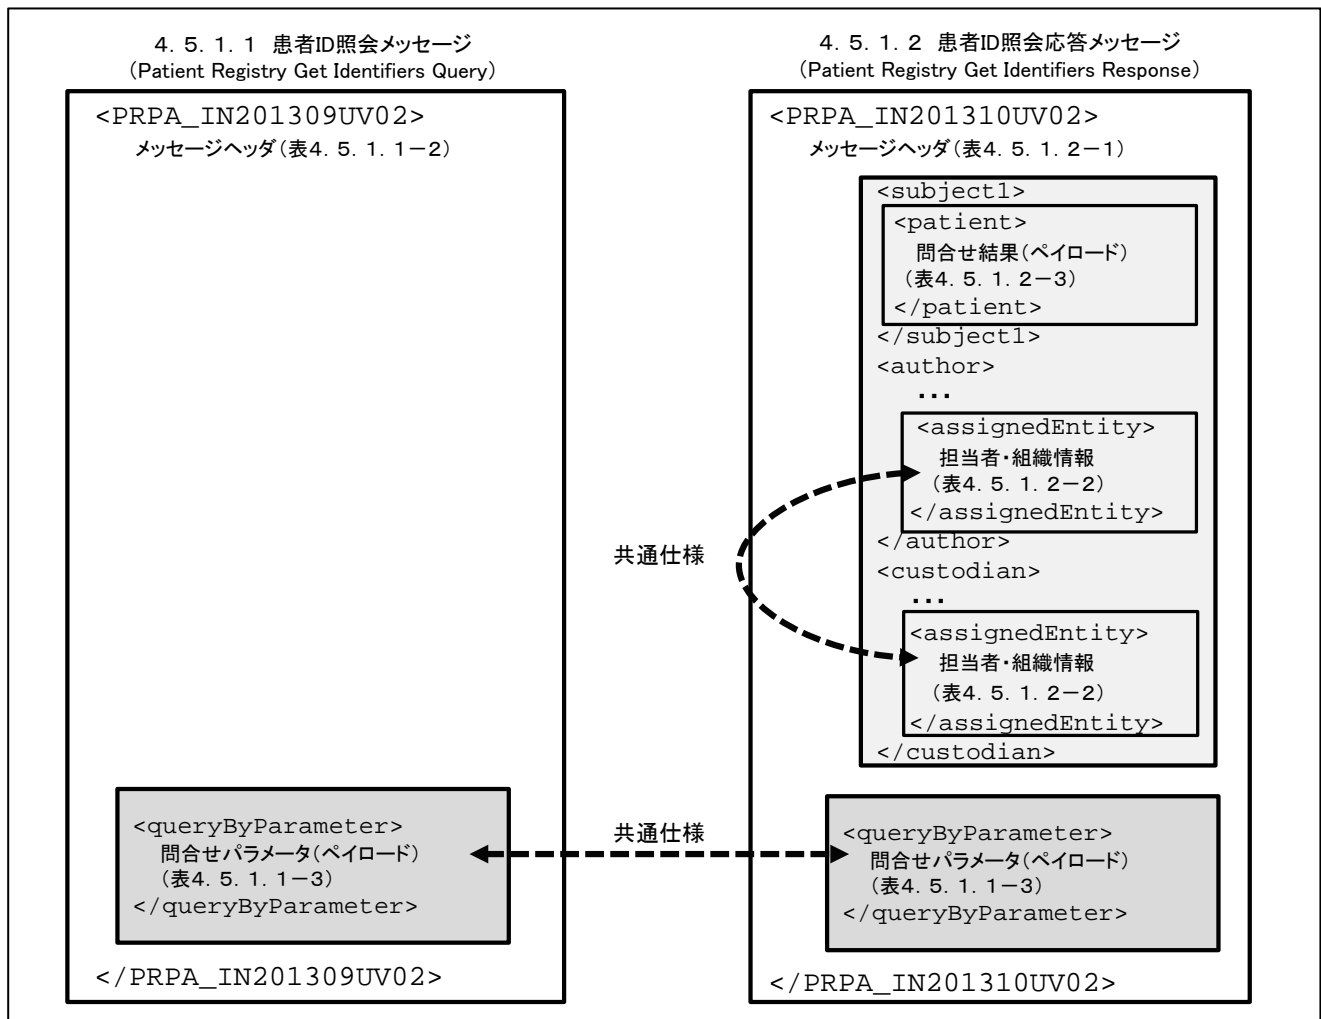 4．5．1．1 患者ID照会メッセージ
（Patient Registry Get Identifiers Query）
<PRPA_IN201309UV02>
メッセージヘッダ（表4．5．1．1－2）
<queryByParameter>
問合せパラメータ（ペイロード）
（表4．5．1．1－3）
</queryByParameter>
</PRPA_IN201309UV02>
共通仕様
共通仕様
4．5．1．2 患者ID照会応答メッセージ
（Patient Registry Get Identifiers Response）
<PRPA_IN201310UV02>
メッセージヘッダ（表4．5．1．2－1）
<subject1>
<patient>
問合せ結果（ペイロード）
（表4．5．1．2－3）
</patient>
</subject1>
<author>
・・・
<assignedEntity>
担当者・組織情報
（表4．5．1．2－2）
</assignedEntity>
</author>
<custodian>
・・・
<assignedEntity>
担当者・組織情報
（表4．5．1．2－2）
</assignedEntity>
</custodian>
<queryByParameter>
問合せパラメータ（ペイロード）
（表4．5．1．1－3）
</queryByParameter>
</PRPA_IN201310UV02>